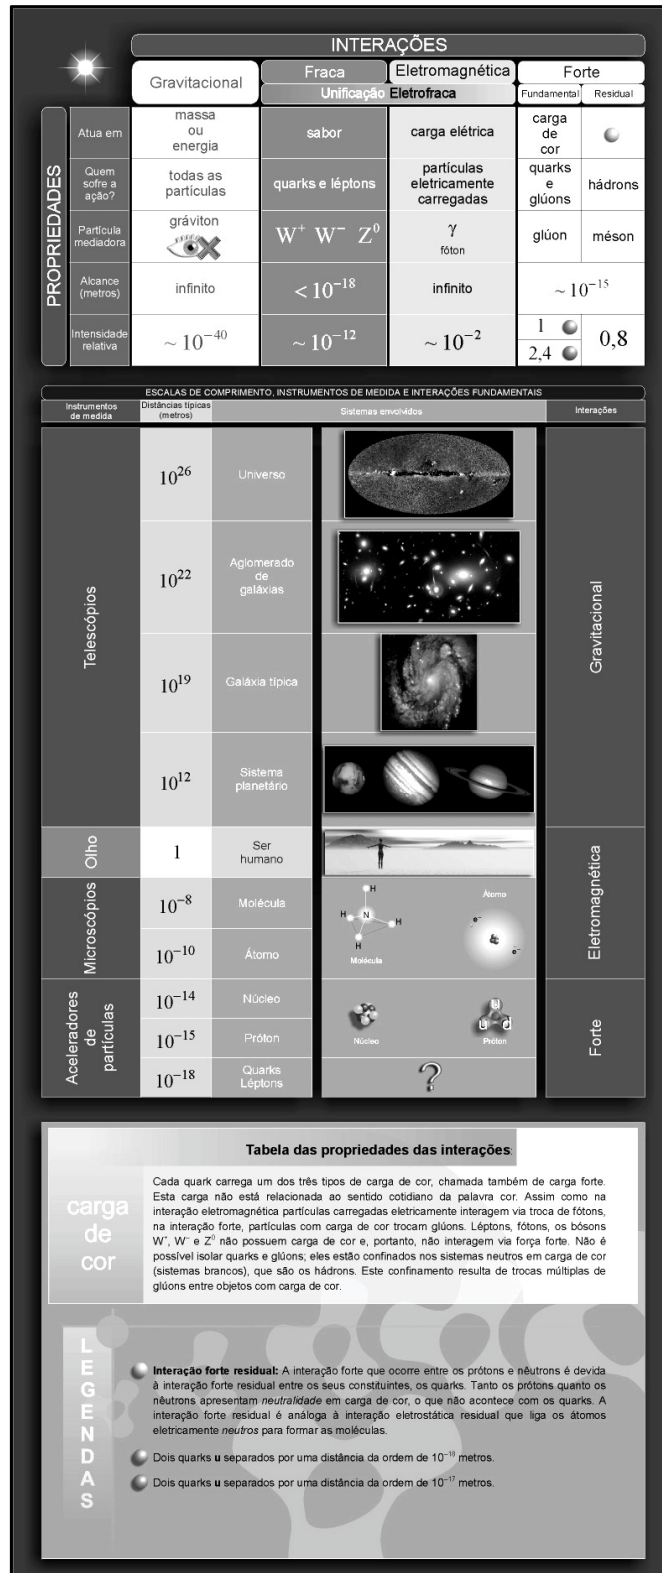 INTERAÇÕES
Gravitacional
Fraca
Eletromagnética
Forte
Unificação Eletrofraca
Fundamental
Residual
PROPRIEDADES
Atua em
massa
ou
energia
sabor
carga elétrica
carga
de
cor
Quem
sofre a
ação?
todas as
partículas
quarks e léptons
partículas
eletricamente
carregadas
quarks
e
glúons
hádrons
Partícula
mediadora
gráviton
W⁺ W⁻ Z⁰
γ
fóton
glúon
méson
Alcance
(metros)
infinito
< 10⁻¹⁸
infinito
~ 10⁻¹⁵
Intensidade
relativa
~ 10⁻⁴⁰
~ 10⁻¹²
~ 10⁻²
1
2,4
0,8
ESCALAS DE COMPRIMENTO, INSTRUMENTOS DE MEDIDA E INTERAÇÕES FUNDAMENTAIS
Instrumentos
de medida
Distâncias típicas
(metros)
Sistemas envolvidos
Interações
Telescópios
10²⁶
Universo
10²²
Aglomerado
de
galáxias
10¹⁹
Galáxia típica
10¹²
Sistema
planetário
Gravitacional
Olho
1
Ser
humano
Microscópios
10⁻⁸
Molécula
H
N
H
H
H
Molécula
Átomo
e⁻
e⁻
10⁻¹⁰
Átomo
Eletromagnética
Aceleradores
de
partículas
10⁻¹⁴
Núcleo
Núcleo
U
U
d
Próton
10⁻¹⁵
Próton
10⁻¹⁸
Quarks
Léptons
?
Forte
Tabela das propriedades das interações:
carga
de
cor
Cada quark carrega um dos três tipos de carga de cor, chamada também de carga forte.
Esta carga não está relacionada ao sentido cotidiano da palavra cor. Assim como na
interação eletromagnética partículas carregadas eletricamente interagem via troca de fótons,
na interação forte, partículas com carga de cor trocam glúons. Léptons, fótons, os bósons
W⁺, W⁻ e Z⁰ não possuem carga de cor e, portanto, não interagem via força forte. Não é
possível isolar quarks e glúons; eles estão confinados nos sistemas neutros em carga de cor
(sistemas brancos), que são os hádrons. Este confinamento resulta de trocas múltiplas de
glúons entre objetos com carga de cor.
LEGENDAS
Interação forte residual: A interação forte que ocorre entre os prótons e nêutrons é devida
à interação forte residual entre os seus constituintes, os quarks. Tanto os prótons quanto os
nêutrons apresentam neutralidade em carga de cor, o que não acontece com os quarks. A
interação forte residual é análoga à interação eletrostática residual que liga os átomos
eletricamente neutros para formar as moléculas.
Dois quarks u separados por uma distância da ordem de 10⁻¹⁸ metros.
Dois quarks u separados por uma distância da ordem de 10⁻¹⁷ metros.